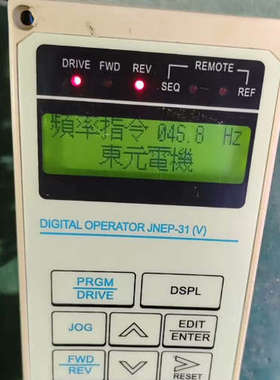 DRIVE FWD REV REMOTE
SEQ REF
頻率指令 046.8 Hz
東元電機
DIGITAL OPERATOR JNEP-31 (V)
PRGM DSPL
DRIVE
JOG EDIT
ENTER
FWD
REV RESET